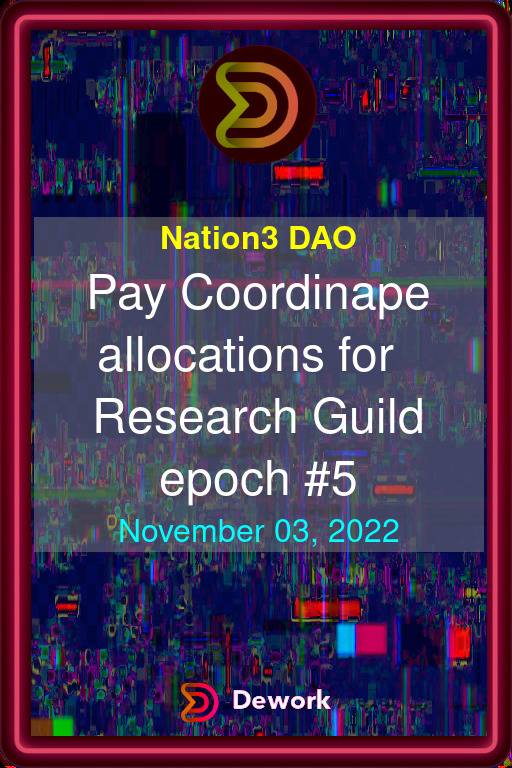 Nation3 DAO
Pay Coordinape
allocations for
Research Guild
epoch #5
November 03, 2022
Dework